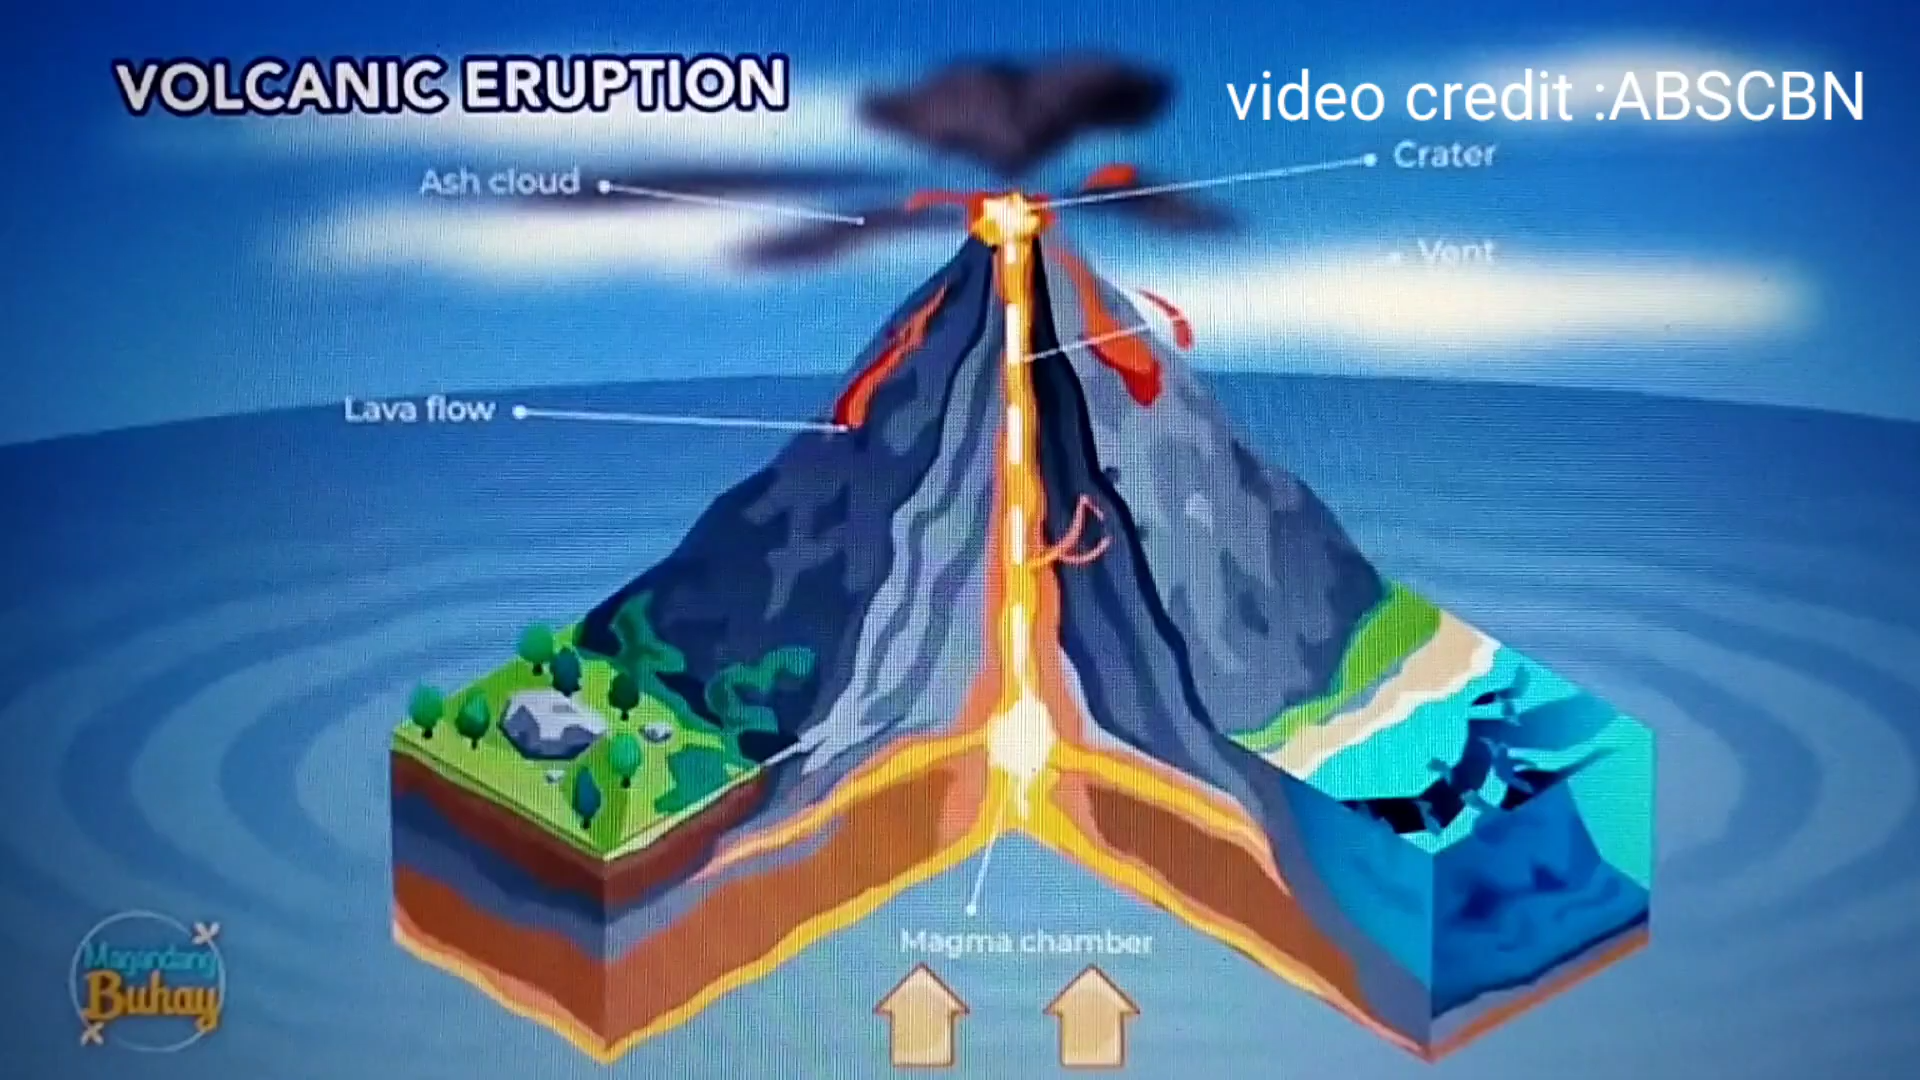 VOLCANIC ERUPTION
video credit :ABSCBN
Crater
Ash cloud
Vent
Lava flow
Magma chamber
Magandang
Buhay